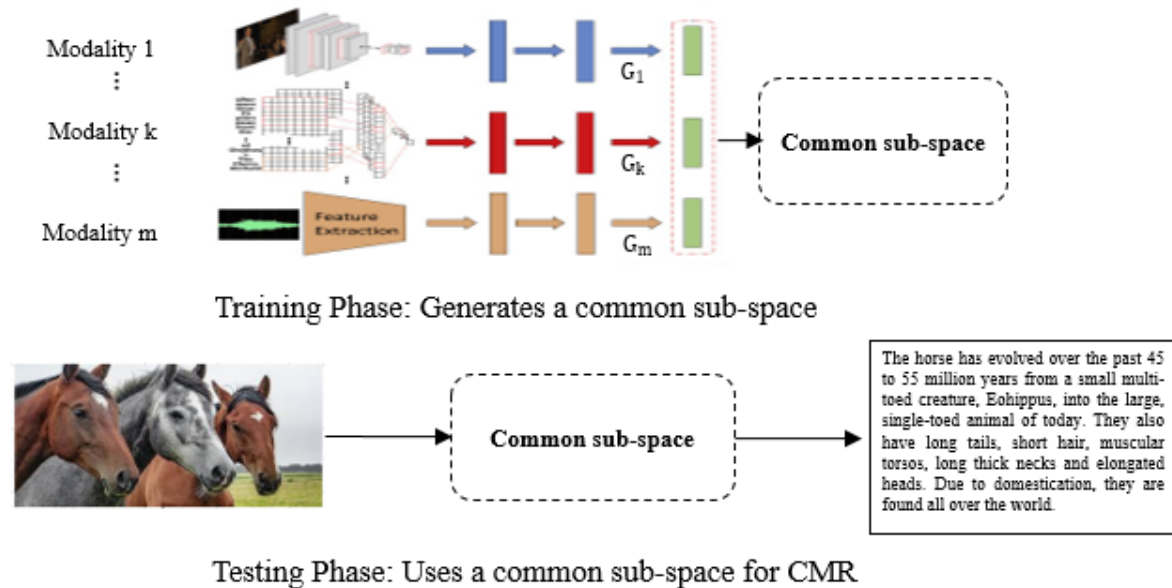 Modality 1
G1
Modality k
Gk
Common sub-space
Modality m
Feature
Extraction
Gm
Training Phase: Generates a common sub-space
Common sub-space
The horse has evolved over the past 45
to 55 million years from a small multi-
toed creature, Eohippus, into the large,
single-toed animal of today. They also
have long tails, short hair, muscular
torsos, long thick necks and elongated
heads. Due to domestication, they are
found all over the world.
Testing Phase: Uses a common sub-space for CMR